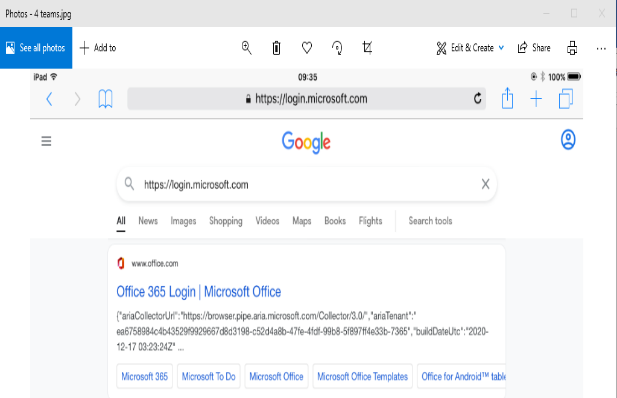 Photos - 4 teams.jpg
See all photos
Add to
Edit & Create
Share
iPad
09:35
100%
https://login.microsoft.com
Google
https://login.microsoft.com
All News Images Shopping Videos Maps Books Flights Search tools
www.office.com
Office 365 Login | Microsoft Office
{"ariaCollectorUrl":"https://browser.pipe.aria.microsoft.com/Collector/3.0/","ariaTenant":"
ea6758984c4b43529f9929667d8d3198-c52d4a8b-47fe-4fdf-99b8-5f897ff4e33b-7365","buildDateUtc":"2020-
12-17 03:23:24Z" ...
Microsoft 365 Microsoft To Do Microsoft Office Microsoft Office Templates Office for Android™ table